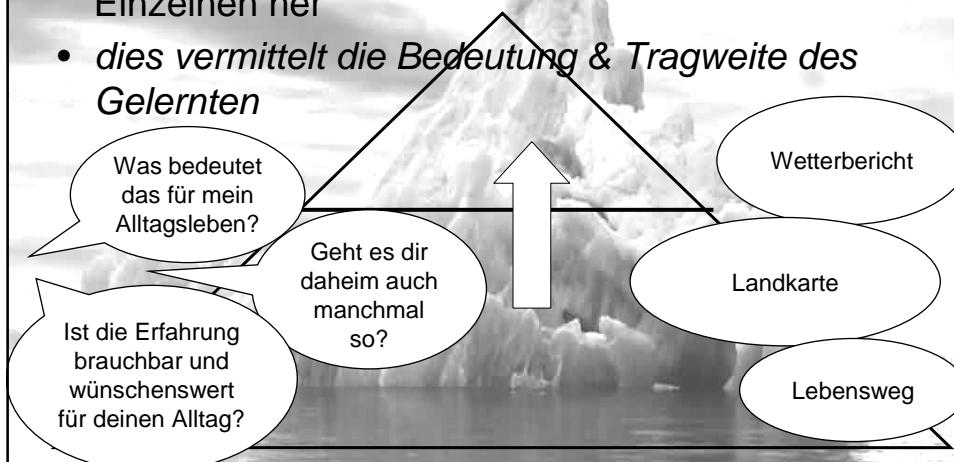 Einzelnen her
• dies vermittelt die Bedeutung & Tragweite des
Gelernten
Was bedeutet
das für mein
Alltagsleben?
Geht es dir
daheim auch
manchmal
so?
Ist die Erfahrung
brauchbar und
wünschenswert
für deinen Alltag?
Wetterbericht
Landkarte
Lebensweg